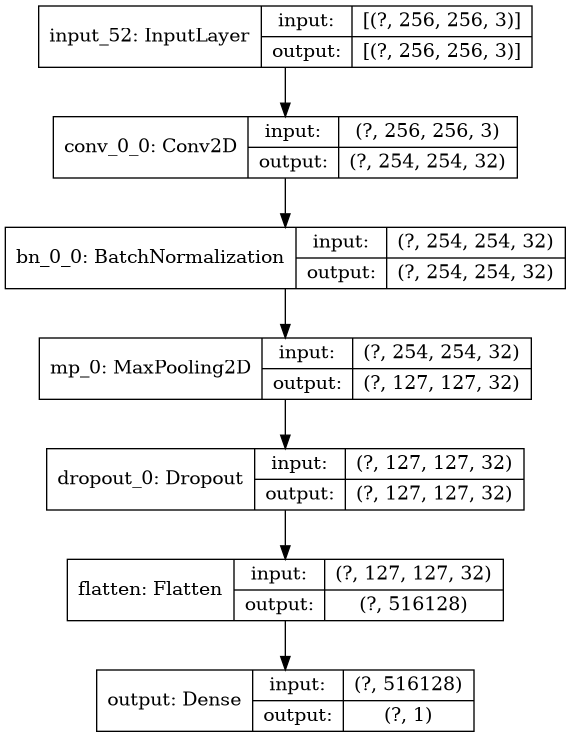 input_52: InputLayer
input: [(?, 256, 256, 3)]
output: [(?, 256, 256, 3)]
conv_0_0: Conv2D
input: (?, 256, 256, 3)
output: (?, 254, 254, 32)
bn_0_0: BatchNormalization
input: (?, 254, 254, 32)
output: (?, 254, 254, 32)
mp_0: MaxPooling2D
input: (?, 254, 254, 32)
output: (?, 127, 127, 32)
dropout_0: Dropout
input: (?, 127, 127, 32)
output: (?, 127, 127, 32)
flatten: Flatten
input: (?, 127, 127, 32)
output: (?, 516128)
output: Dense
input: (?, 516128)
output: (?, 1)